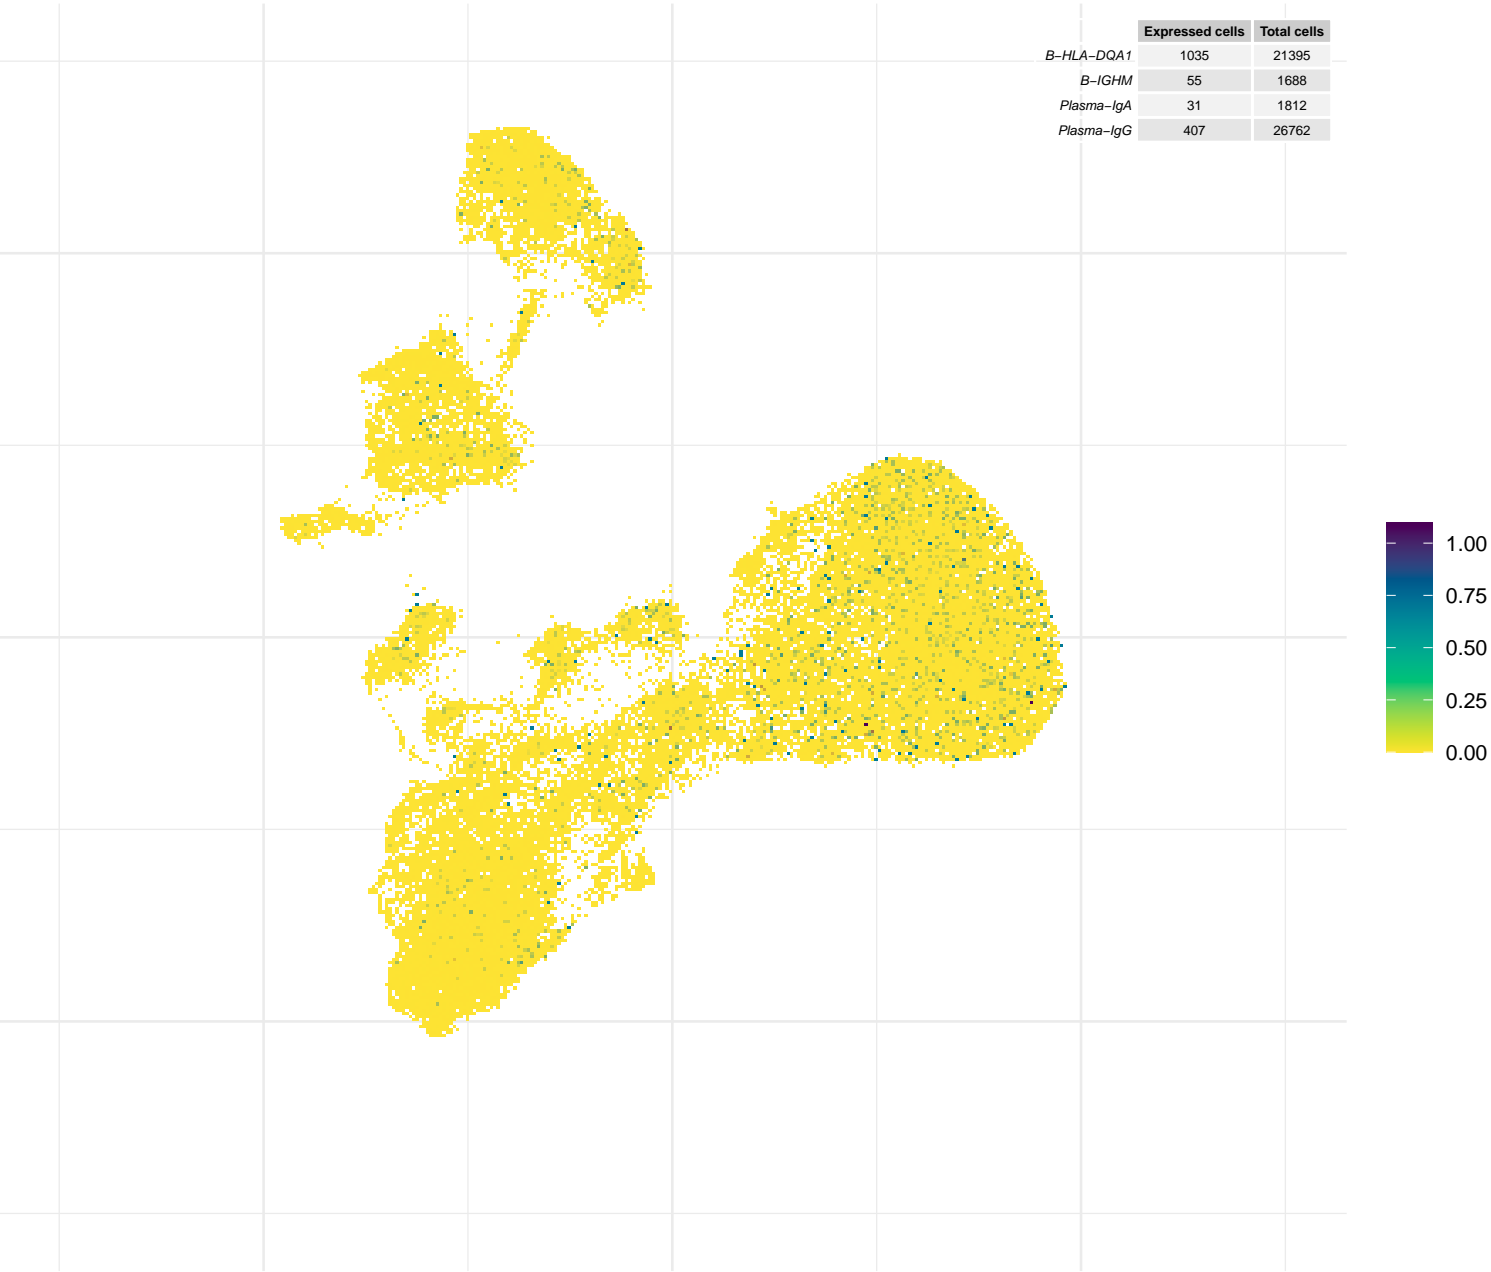 Expressed cells Total cells
B−HLA−DQA1 1035 21395
B−IGHM 55 1688
Plasma−IgA 31 1812
Plasma−IgG 407 26762
1.00
0.75
0.50
0.25
0.00